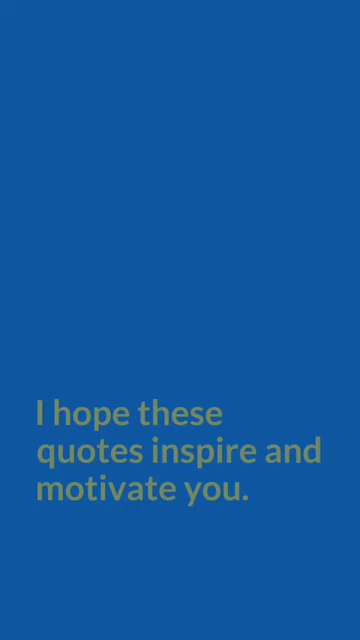 I hope these
quotes inspire and
motivate you.